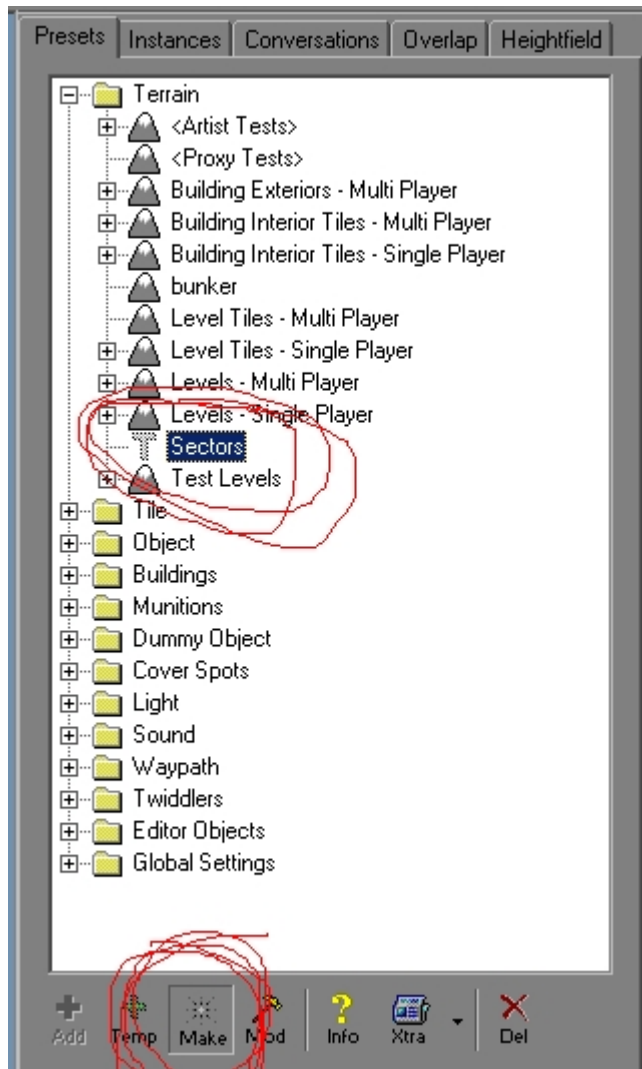 Presets Instances Conversations Overlap Heightfield
Terrain
<Artist Tests>
<Proxy Tests>
Building Exteriors - Multi Player
Building Interior Tiles - Multi Player
Building Interior Tiles - Single Player
bunker
Level Tiles - Multi Player
Level Tiles - Single Player
Levels - Multi Player
Levels - Single Player
Sectors
Test Levels
Tile
Object
Buildings
Munitions
Dummy Object
Cover Spots
Light
Sound
Waypath
Twiddlers
Editor Objects
Global Settings
Add Temp Make Mod Info Xtra Del